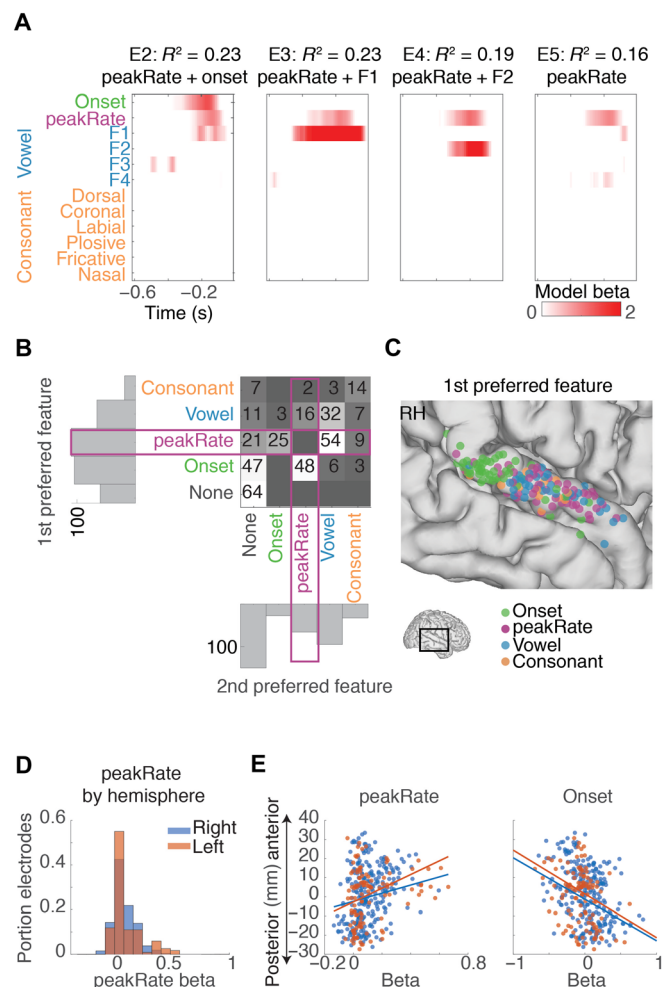 A
E2: R² = 0.23 E3: R² = 0.23 E4: R² = 0.19 E5: R² = 0.16
peakRate + onset peakRate + F1 peakRate + F2 peakRate
Onset
peakRate
F1
F2
F3
F4
Vowel
Dorsal
Coronal
Labial
Plosive
Fricative
Nasal
Consonant
−0.6 −0.2
Time (s)
Model beta
0 2
B
1st preferred feature
Consonant 7 2 3 14
Vowel 11 3 16 32 7
peakRate 21 25 54 9
Onset 47 48 6 3
None 64
100
None Onset peakRate Vowel Consonant
100
2nd preferred feature
C
1st preferred feature
RH
Onset
peakRate
Vowel
Consonant
D
peakRate
by hemisphere
Portion electrodes
0.6
0.4
0.2
0
Right
Left
0 0.5 1
peakRate beta
E
peakRate Onset
Posterior (mm) anterior
40
30
20
10
0
−10
−20
−30
−0.2 0 0.8
Beta
−1 0 1
Beta